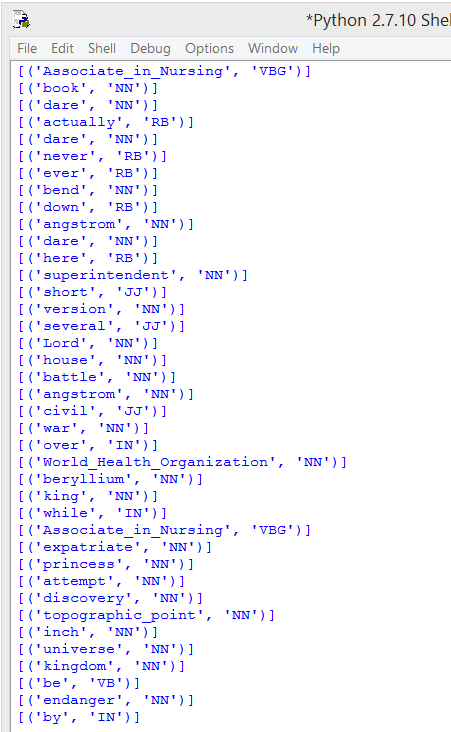 *Python 2.7.10 Shel
File Edit Shell Debug Options Window Help
[('Associate_in_Nursing', 'VBG')]
[('book', 'NN')]
[('dare', 'NN')]
[('actually', 'RB')]
[('dare', 'NN')]
[('never', 'RB')]
[('ever', 'RB')]
[('bend', 'NN')]
[('down', 'RB')]
[('angstrom', 'NN')]
[('dare', 'NN')]
[('here', 'RB')]
[('superintendent', 'NN')]
[('short', 'JJ')]
[('version', 'NN')]
[('several', 'JJ')]
[('Lord', 'NN')]
[('house', 'NN')]
[('battle', 'NN')]
[('angstrom', 'NN')]
[('civil', 'JJ')]
[('war', 'NN')]
[('over', 'IN')]
[('World_Health_Organization', 'NN')]
[('beryllium', 'NN')]
[('king', 'NN')]
[('while', 'IN')]
[('Associate_in_Nursing', 'VBG')]
[('expatriate', 'NN')]
[('princess', 'NN')]
[('attempt', 'NN')]
[('discovery', 'NN')]
[('topographic_point', 'NN')]
[('inch', 'NN')]
[('universe', 'NN')]
[('kingdom', 'NN')]
[('be', 'VB')]
[('endanger', 'NN')]
[('by', 'IN')]